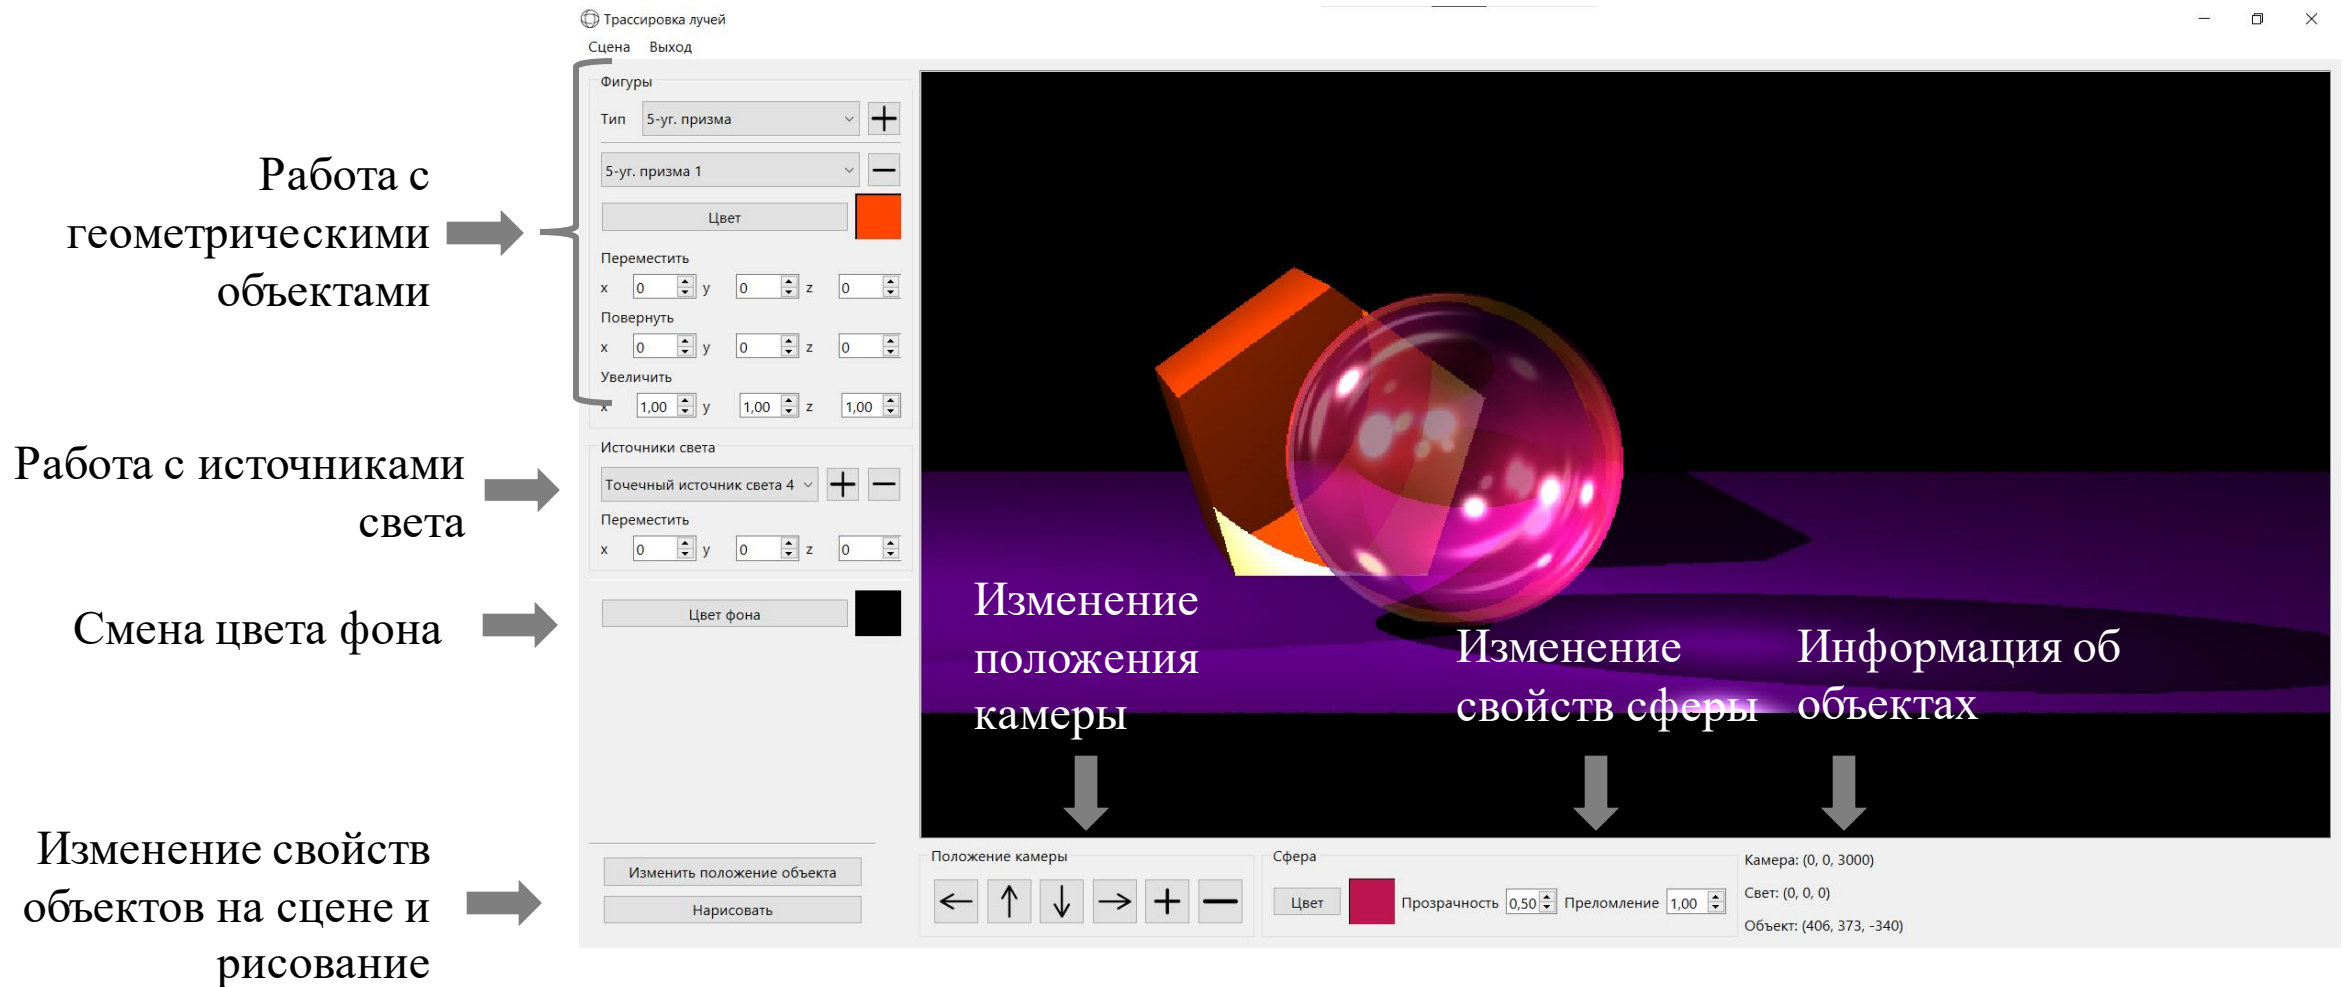 Трассировка лучей
Сцена Выход
Фигуры
Тип 5-уг. призма
5-уг. призма 1
Цвет
Переместить
x 0 y 0 z 0
Повернуть
x 0 y 0 z 0
Увеличить
x 1,00 y 1,00 z 1,00
Источники света
Точечный источник света 4
Переместить
x 0 y 0 z 0
Цвет фона
Изменить положение объекта
Нарисовать
Работа с
геометрическими
объектами
Работа с источниками
света
Смена цвета фона
Изменение свойств
объектов на сцене и
рисование
Изменение
положения
камеры
Изменение
свойств сферы
Информация об
объектах
Положение камеры
Сфера
Цвет Прозрачность 0,50 Преломление 1,00
Камера: (0, 0, 3000)
Свет: (0, 0, 0)
Объект: (406, 373, -340)